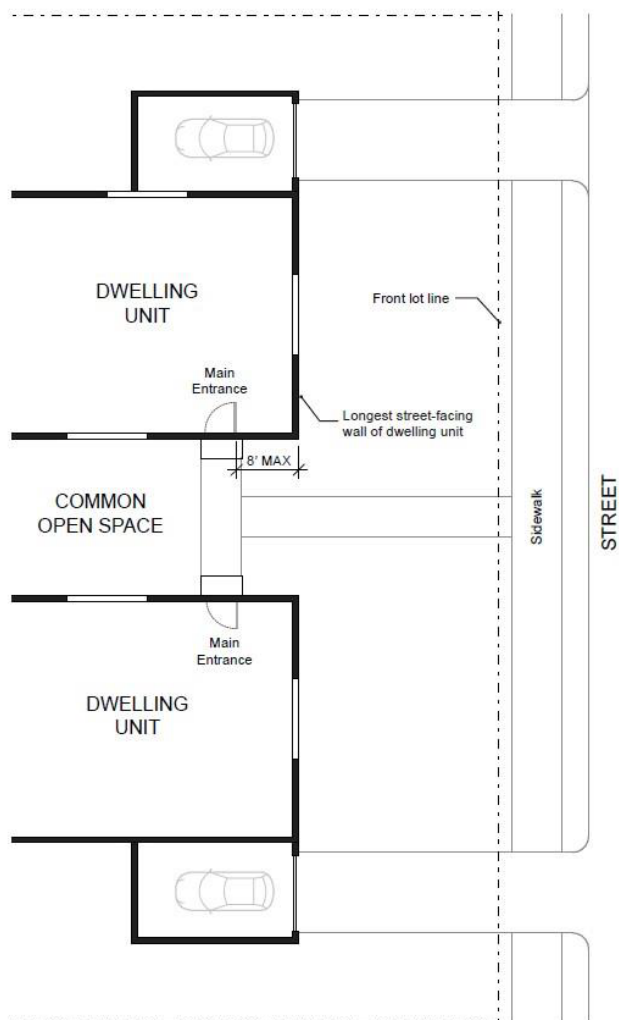 DWELLING
UNIT
Front lot line
Main
Entrance
Longest street-facing
wall of dwelling unit
8' MAX
COMMON
OPEN SPACE
Sidewalk
STREET
Main
Entrance
DWELLING
UNIT